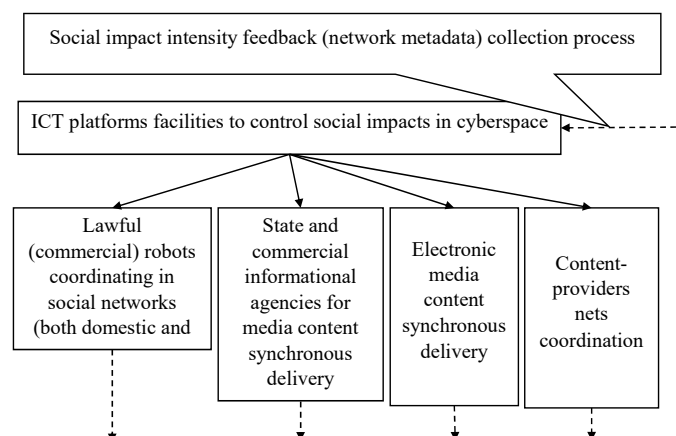 Social impact intensity feedback (network metadata) collection process
ICT platforms facilities to control social impacts in cyberspace
Lawful
(commercial) robots
coordinating in
social networks
(both domestic and
State and
commercial
informational
agencies for
media content
synchronous
delivery
Electronic
media
content
synchronous
delivery
Content-
providers
nets
coordination